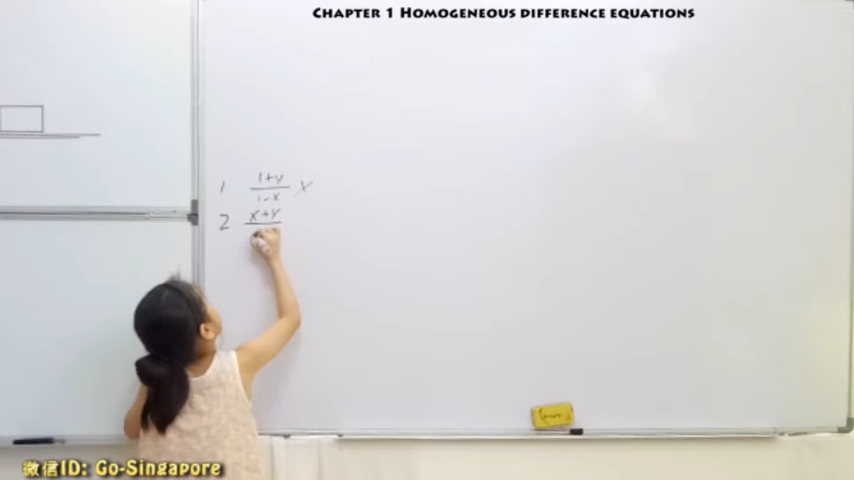 CHAPTER 1 HOMOGENEOUS DIFFERENCE EQUATIONS
1 (1+y)/(1-x) x
2 x+y
微信ID: Go-Singapore